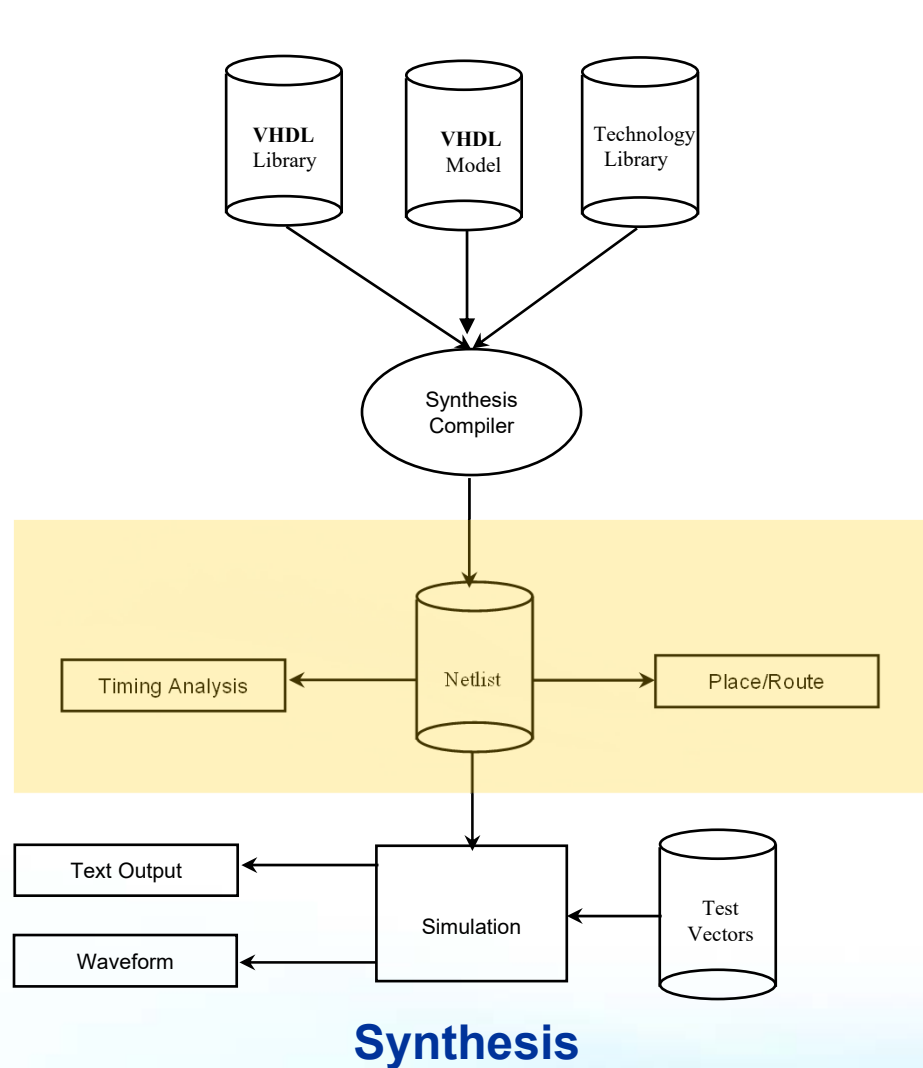 VHDL
Library
VHDL
Model
Technology
Library
Synthesis
Compiler
Timing Analysis
Netlist
Place/Route
Text Output
Waveform
Simulation
Test
Vectors
Synthesis